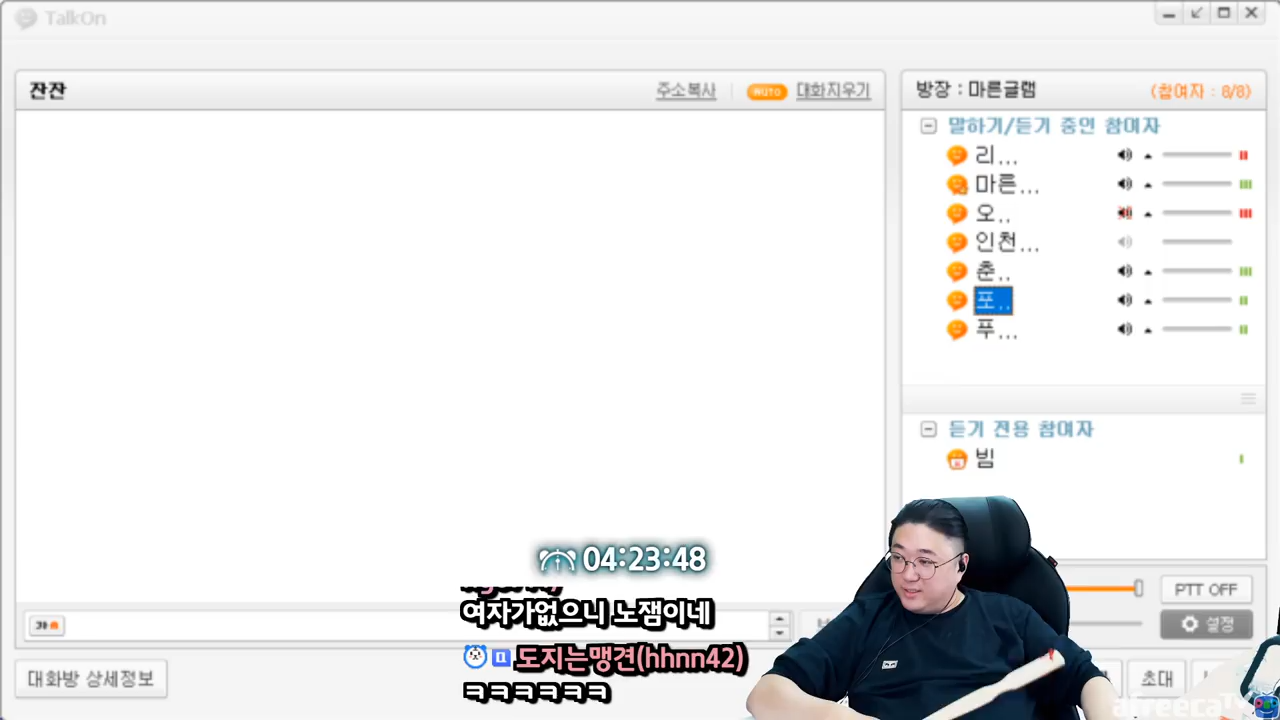 TalkOn
잔잔
주소복사
AUTO
대화지우기
방장 : 마른글램
(참여자 : 8/8)
말하기/듣기 중인 참여자
리...
마른...
오..
인천...
춘..
포..
푸...
듣기 전용 참여자
빔
04:23:48
여자가없으니 노잼이네
도지는맹견(hhnn42)
ㅋㅋㅋㅋㅋㅋ
PTT OFF
설정
대화방 상세정보
초대
afreecaTV